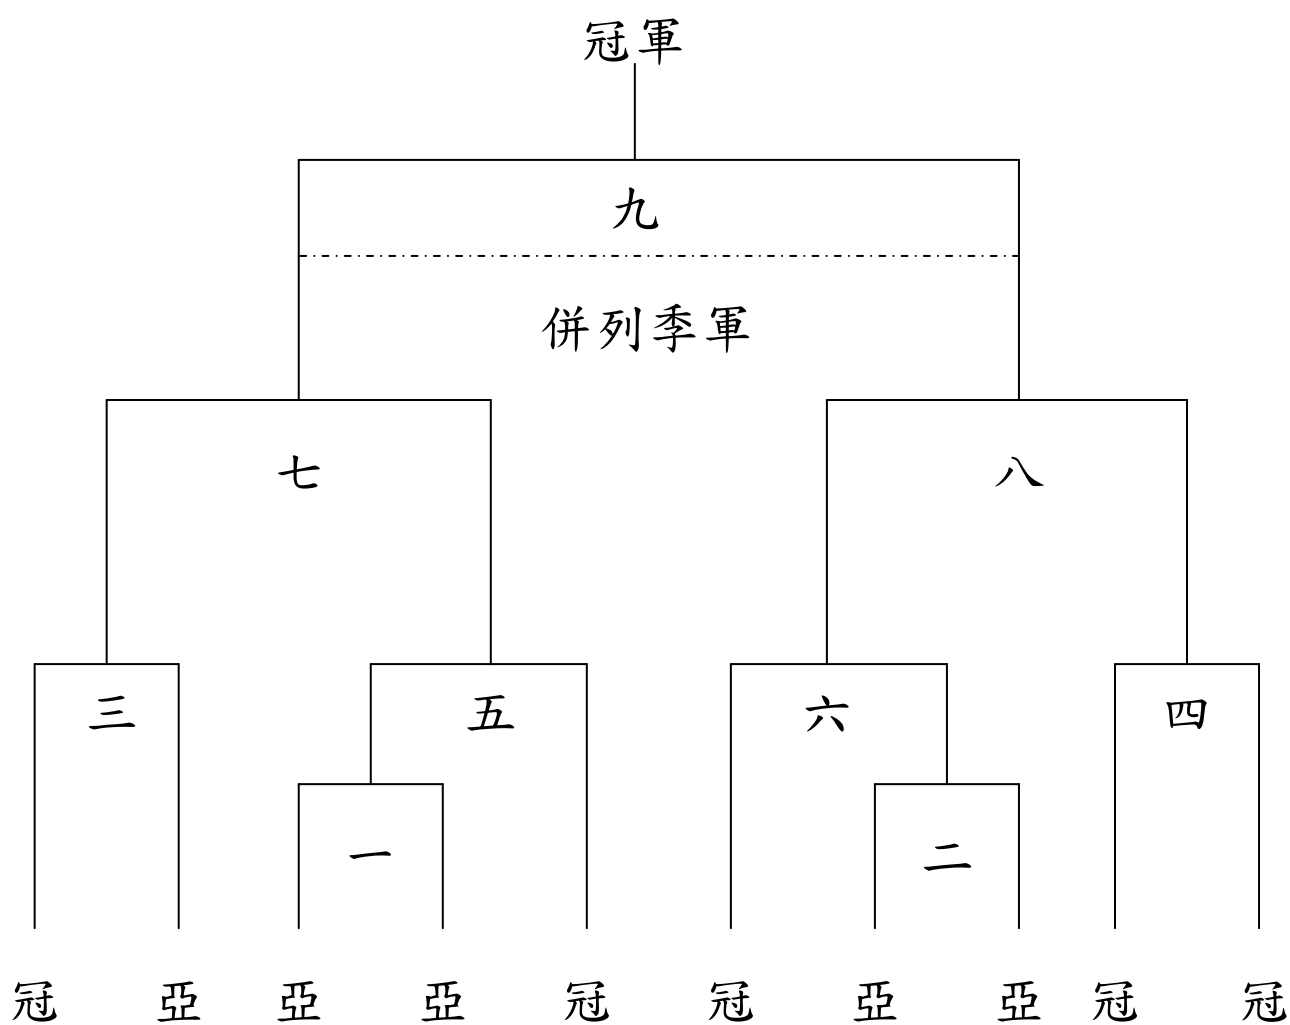 冠軍
九
併列季軍
七 八
三 五 六 四
一 二
冠 亞 亞 亞 冠 冠 亞 亞 冠 冠